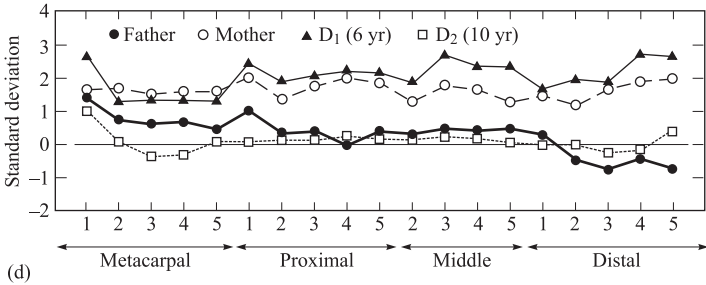 4
● Father ○ Mother ▲ D₁ (6 yr) □ D₂ (10 yr)
3
2
1
0
−1
−2
Standard deviation
1 2 3 4 5 1 2 3 4 5 2 3 4 5 1 2 3 4 5
Metacarpal Proximal Middle Distal
(d)